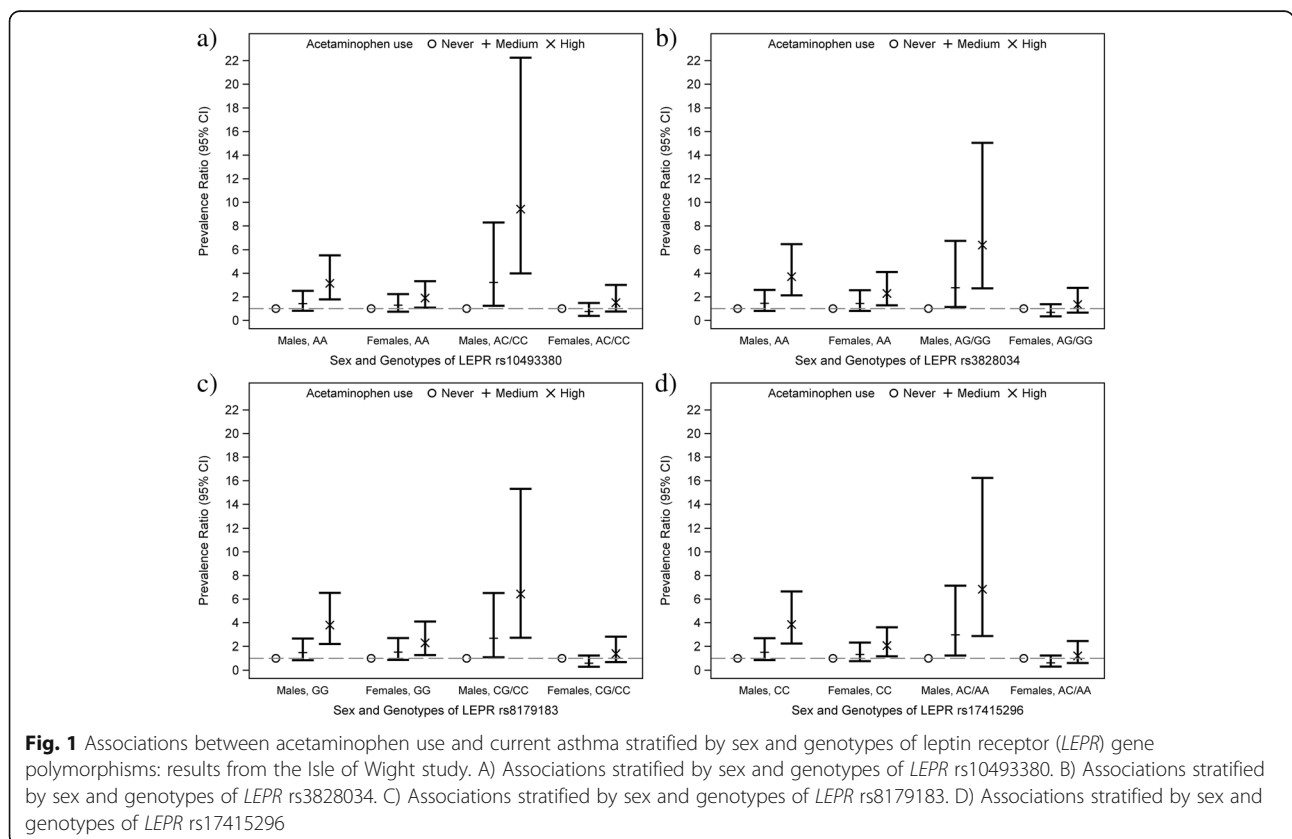 a)
Acetaminophen use ○ Never + Medium × High
Prevalence Ratio (95% CI)
22
20
18
16
14
12
10
8
6
4
2
0
Males, AA Females, AA Males, AC/CC Females, AC/CC
Sex and Genotypes of LEPR rs10493380
b)
Acetaminophen use ○ Never + Medium × High
Prevalence Ratio (95% CI)
22
20
18
16
14
12
10
8
6
4
2
0
Males, AA Females, AA Males, AG/GG Females, AG/GG
Sex and Genotypes of LEPR rs3828034
c)
Acetaminophen use ○ Never + Medium × High
Prevalence Ratio (95% CI)
22
20
18
16
14
12
10
8
6
4
2
0
Males, GG Females, GG Males, CG/CC Females, CG/CC
Sex and Genotypes of LEPR rs8179183
d)
Acetaminophen use ○ Never + Medium × High
Prevalence Ratio (95% CI)
22
20
18
16
14
12
10
8
6
4
2
0
Males, CC Females, CC Males, AC/AA Females, AC/AA
Sex and Genotypes of LEPR rs17415296
Fig. 1 Associations between acetaminophen use and current asthma stratified by sex and genotypes of leptin receptor (LEPR) gene
polymorphisms: results from the Isle of Wight study. A) Associations stratified by sex and genotypes of LEPR rs10493380. B) Associations stratified
by sex and genotypes of LEPR rs3828034. C) Associations stratified by sex and genotypes of LEPR rs8179183. D) Associations stratified by sex and
genotypes of LEPR rs17415296